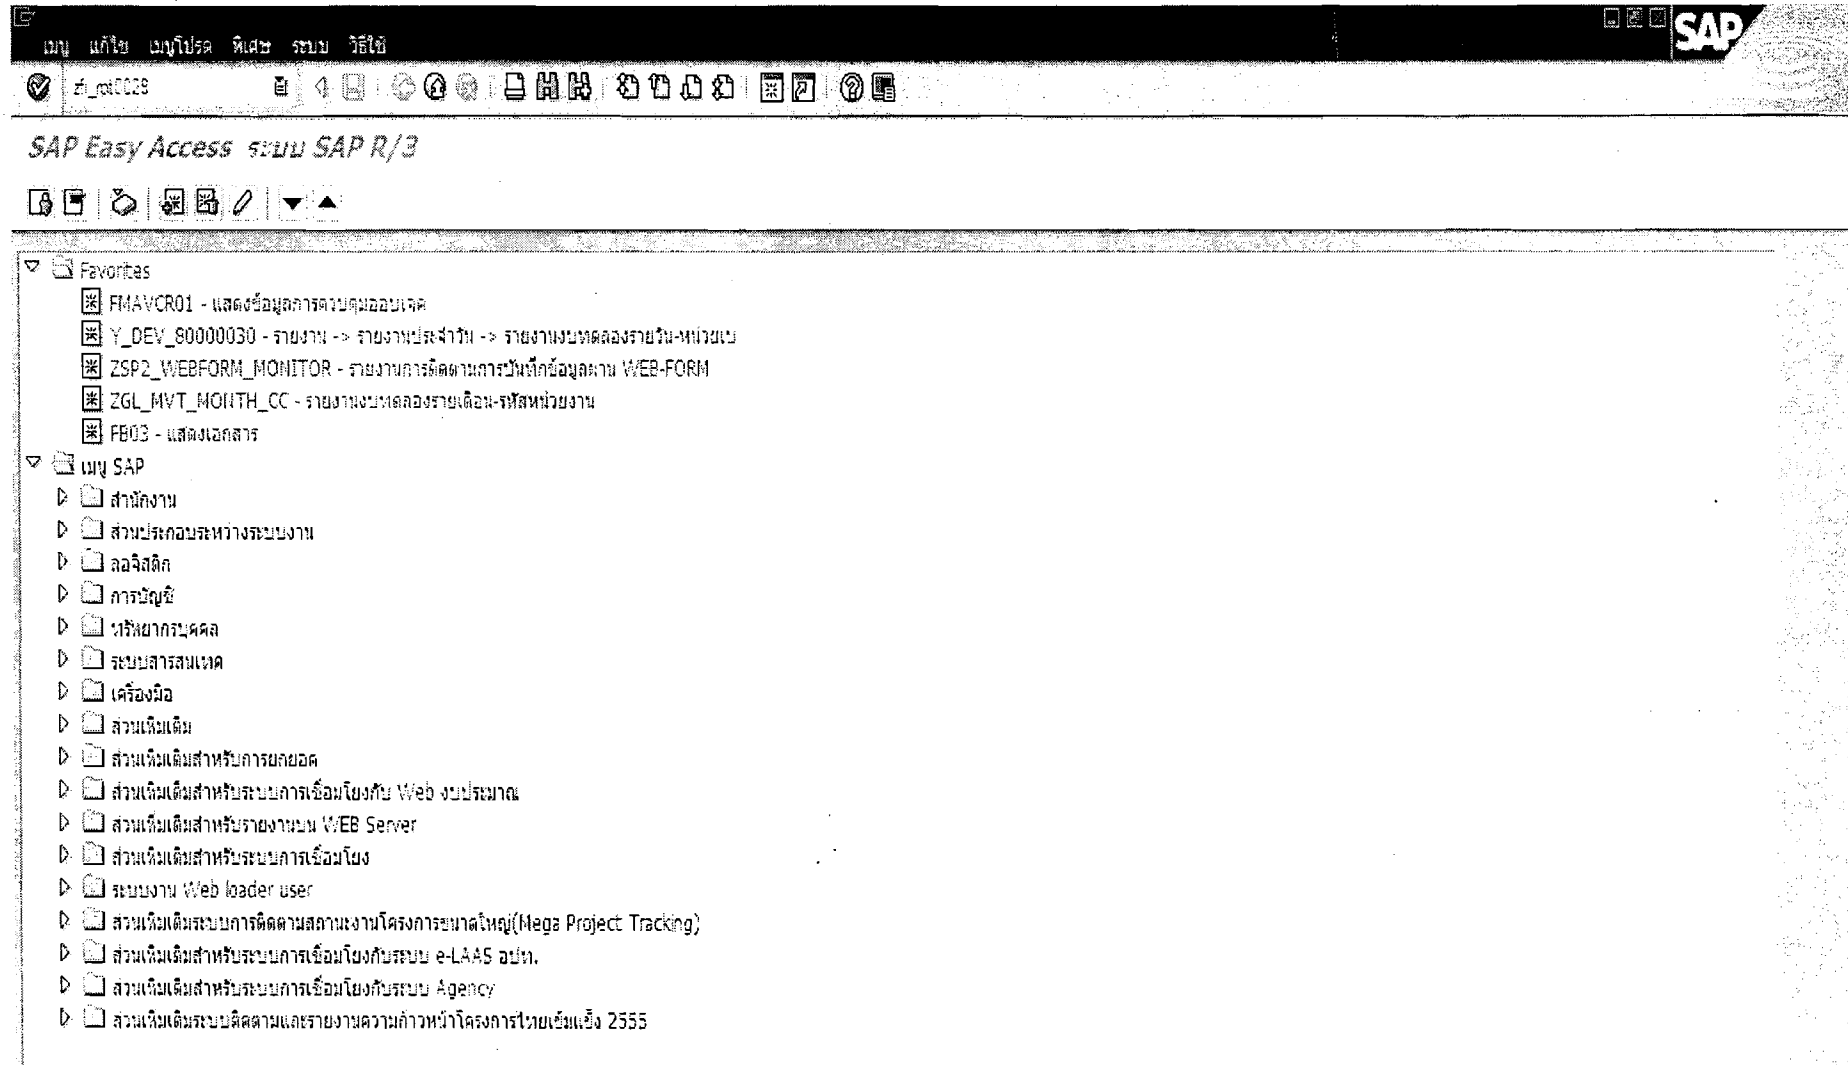 เมนู แก้ไข เมนูโปรด พิเศษ ระบบ วิธีใช้
SAP
SAP Easy Access ระบบ SAP R/3
Favorites
FMAVCR01 - แสดงข้อมูลการควบคุมออบเจค
Y_DEV_80000030 - รายงาน -> รายงานประจำวัน -> รายงานงบทดลองรายวัน-หน่วยเบ
ZSP2_WEBFORM_MONITOR - รายงานการติดตามการบันทึกข้อมูลผ่าน WEB-FORM
ZGL_MVT_MONTH_CC - รายงานงบทดลองรายเดือน-รหัสหน่วยงาน
FB03 - แสดงเอกสาร
เมนู SAP
สำนักงาน
ส่วนประกอบระหว่างระบบงาน
ลอจิสติก
การบัญชี
ทรัพยากรบุคคล
ระบบสารสนเทศ
เครื่องมือ
ส่วนเพิ่มเติม
ส่วนเพิ่มเติมสำหรับการยกยอด
ส่วนเพิ่มเติมสำหรับระบบการเชื่อมโยงกับ Web งบประมาณ
ส่วนเพิ่มเติมสำหรับรายงานบน WEB Server
ส่วนเพิ่มเติมสำหรับระบบการเชื่อมโยง
ระบบงาน Web loader user
ส่วนเพิ่มเติมระบบการติดตามสถานะงานโครงการขนาดใหญ่(Mega Project Tracking)
ส่วนเพิ่มเติมสำหรับระบบการเชื่อมโยงกับระบบ e-LAAS อปท.
ส่วนเพิ่มเติมสำหรับระบบการเชื่อมโยงกับระบบ Agency
ส่วนเพิ่มเติมระบบติดตามและรายงานความก้าวหน้าโครงการไทยเข้มแข็ง 2555